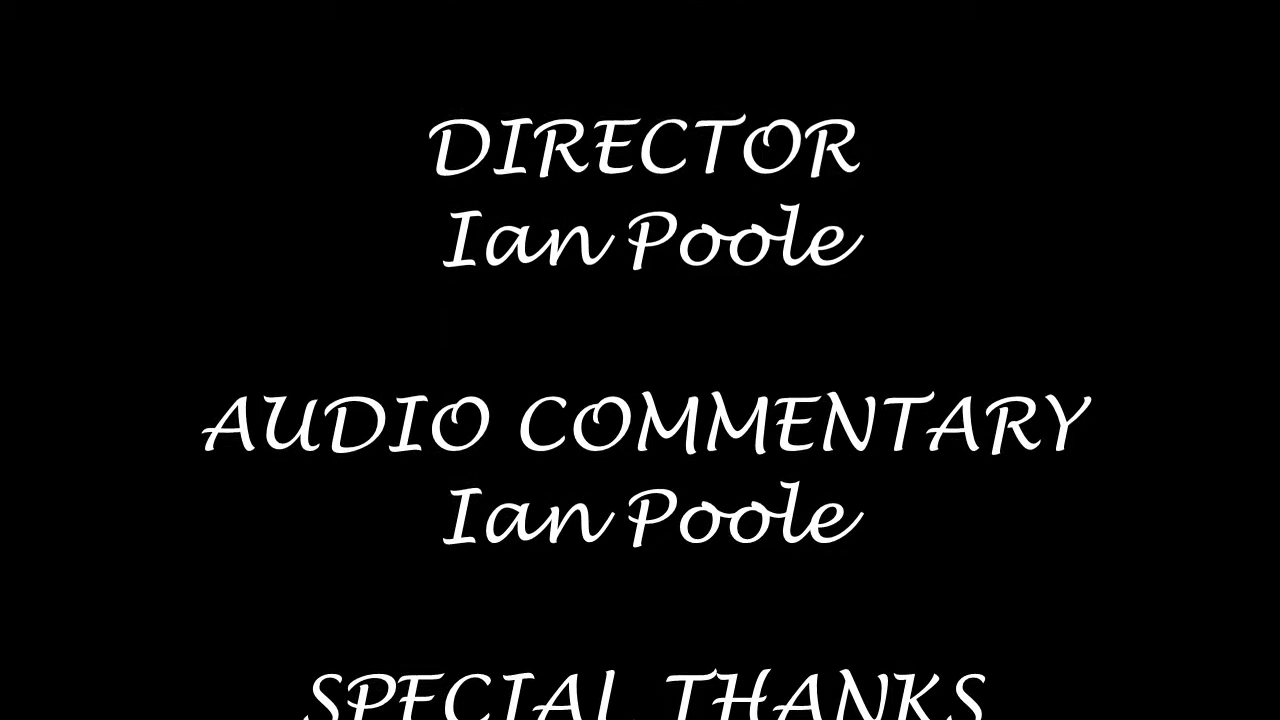 DIRECTOR
Ian Poole
AUDIO COMMENTARY
Ian Poole
SPECIAL THANKS